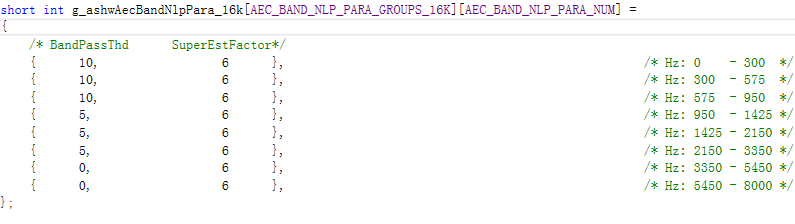 short int g_ashwAecBandNlpPara_16k[AEC_BAND_NLP_PARA_GROUPS_16K][AEC_BAND_NLP_PARA_NUM] =
{
/* BandPassThd SuperEstFactor*/
{ 10, 6 }, /* Hz: 0 - 300 */
{ 10, 6 }, /* Hz: 300 - 575 */
{ 10, 6 }, /* Hz: 575 - 950 */
{ 5, 6 }, /* Hz: 950 - 1425 */
{ 5, 6 }, /* Hz: 1425 - 2150 */
{ 5, 6 }, /* Hz: 2150 - 3350 */
{ 0, 6 }, /* Hz: 3350 - 5450 */
{ 0, 6 }, /* Hz: 5450 - 8000 */
};